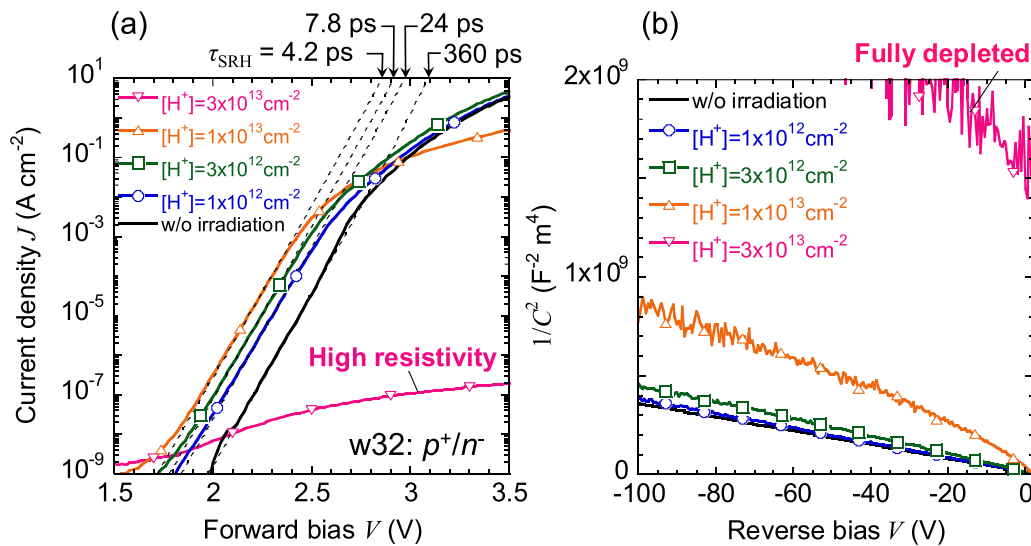 (a)
7.8 ps
24 ps
τSRH = 4.2 ps
360 ps
10^1
10^-1
10^-3
10^-5
10^-7
10^-9
Current density J (A cm^-2)
[H^+]=3x10^13cm^-2
[H^+]=1x10^13cm^-2
[H^+]=3x10^12cm^-2
[H^+]=1x10^12cm^-2
w/o irradiation
High resistivity
w32: p^+/n^-
1.5
2
2.5
3
3.5
Forward bias V (V)
(b)
Fully depleted
2x10^9
1x10^9
0
1/C^2 (F^-2 m^4)
w/o irradiation
[H^+]=1x10^12cm^-2
[H^+]=3x10^12cm^-2
[H^+]=1x10^13cm^-2
[H^+]=3x10^13cm^-2
-100
-80
-60
-40
-20
0
Reverse bias V (V)